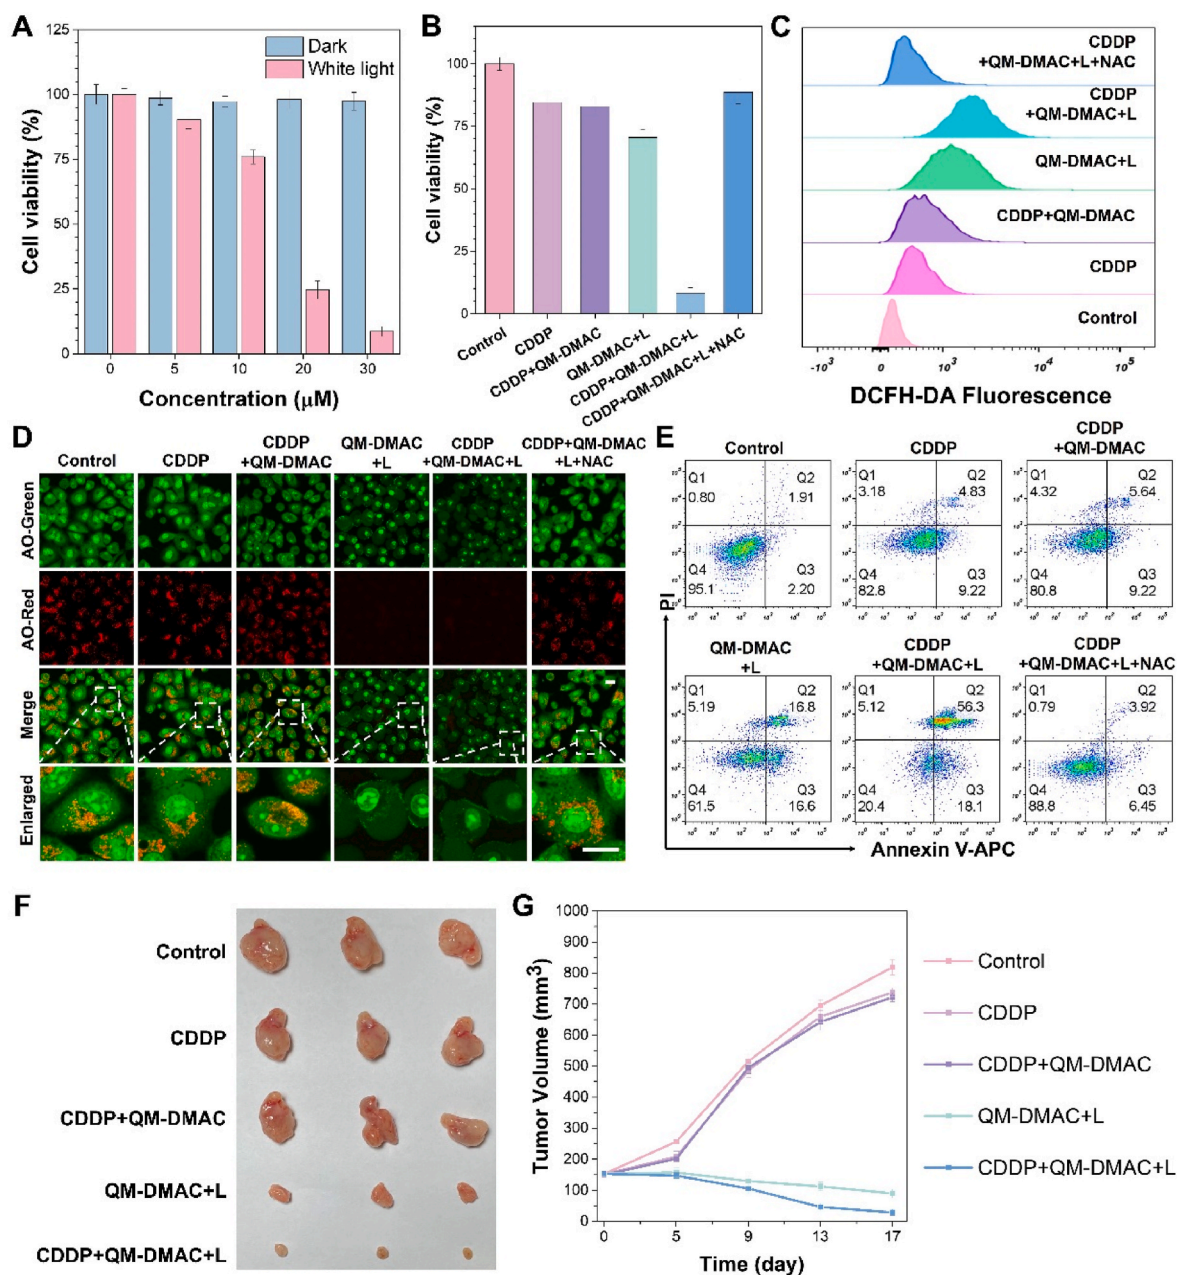 A
Cell viability (%)
125
100
75
50
25
0
Dark
White light
0
5
10
20
30
Concentration (μM)
B
Cell viability (%)
100
75
50
25
0
Control
CDDP
CDDP+QM-DMAC
QM-DMAC+L
CDDP+QM-DMAC+L
CDDP+QM-DMAC+L+NAC
C
CDDP
+QM-DMAC+L+NAC
CDDP
+QM-DMAC+L
QM-DMAC+L
CDDP+QM-DMAC
CDDP
Control
-10³
0
10³
10⁴
10⁵
DCFH-DA Fluorescence
D
Control
CDDP
CDDP
+QM-DMAC
QM-DMAC
+L
CDDP
+QM-DMAC+L
CDDP+QM-DMAC
+L+NAC
AO-Green
AO-Red
Merge
Enlarged
E
Control
Q1
0.80
Q2
1.91
Q4
95.1
Q3
2.20
CDDP
Q1
3.18
Q2
4.83
Q4
82.8
Q3
9.22
CDDP
+QM-DMAC
Q1
4.32
Q2
5.64
Q4
80.8
Q3
9.22
QM-DMAC
+L
Q1
5.19
Q2
16.8
Q4
61.5
Q3
16.6
CDDP
+QM-DMAC+L
Q1
5.12
Q2
56.3
Q4
20.4
Q3
18.1
CDDP
+QM-DMAC+L+NAC
Q1
0.79
Q2
3.92
Q4
88.8
Q3
6.45
PI
Annexin V-APC
F
Control
CDDP
CDDP+QM-DMAC
QM-DMAC+L
CDDP+QM-DMAC+L
G
Tumor Volume (mm³)
1000
900
800
700
600
500
400
300
200
100
0
0
5
9
13
17
Time (day)
Control
CDDP
CDDP+QM-DMAC
QM-DMAC+L
CDDP+QM-DMAC+L